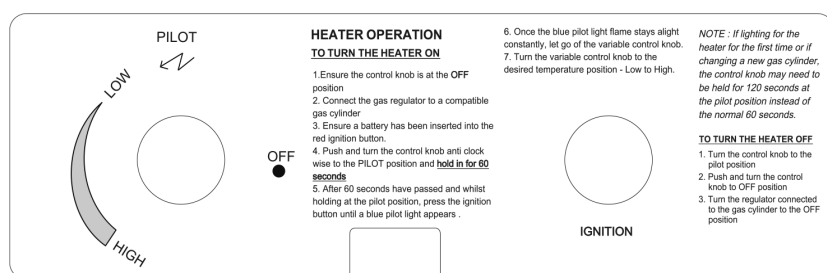 PILOT
LOW
HIGH
OFF
HEATER OPERATION
TO TURN THE HEATER ON
1.Ensure the control knob is at the OFF
position
2. Connect the gas regulator to a compatible
gas cylinder
3. Ensure a battery has been inserted into the
red ignition button.
4. Push and turn the control knob anti clock
wise to the PILOT position and hold in for 60
seconds
5. After 60 seconds have passed and whilst
holding at the pilot position, press the ignition
button until a blue pilot light appears .
6. Once the blue pilot light flame stays alight
constantly, let go of the variable control knob.
7. Turn the variable control knob to the
desired temperature position - Low to High.
IGNITION
NOTE : If lighting for the
heater for the first time or if
changing a new gas cylinder,
the control knob may need to
be held for 120 seconds at
the pilot position instead of
the normal 60 seconds.
TO TURN THE HEATER OFF
1. Turn the control knob to the
pilot position
2. Push and turn the control
knob to OFF position
3. Turn the regulator connected
to the gas cylinder to the OFF
position